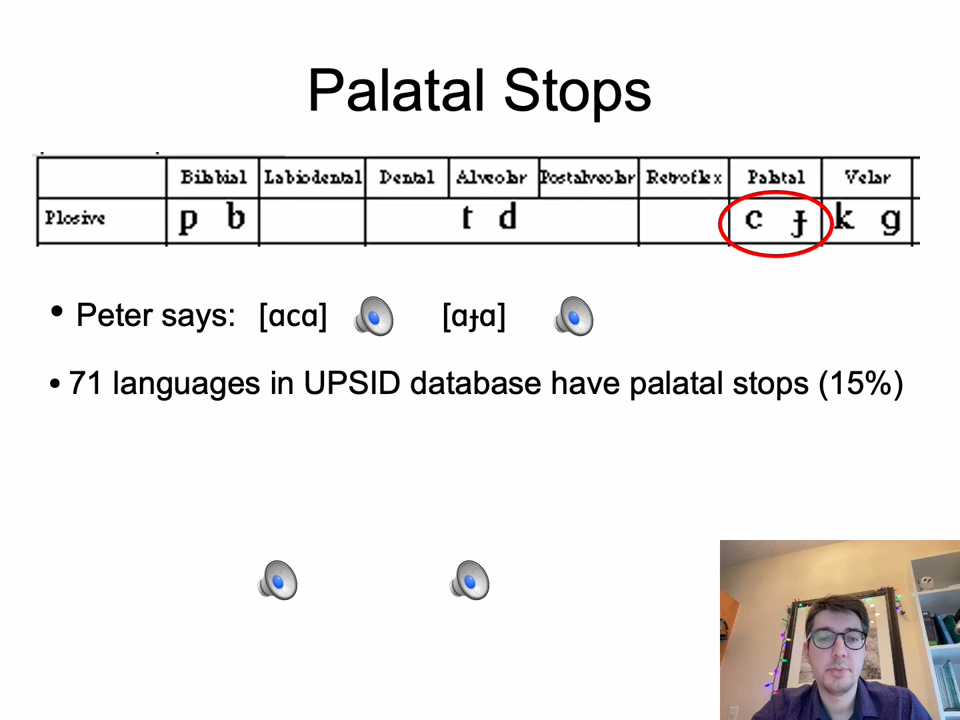 Palatal Stops
Bilabial Labiodental Dental Alveolar Postalveolar Retroflex Palatal Velar
Plosive p b t d c ɟ k g
• Peter says: [ɑcɑ] [ɑɟɑ]
• 71 languages in UPSID database have palatal stops (15%)